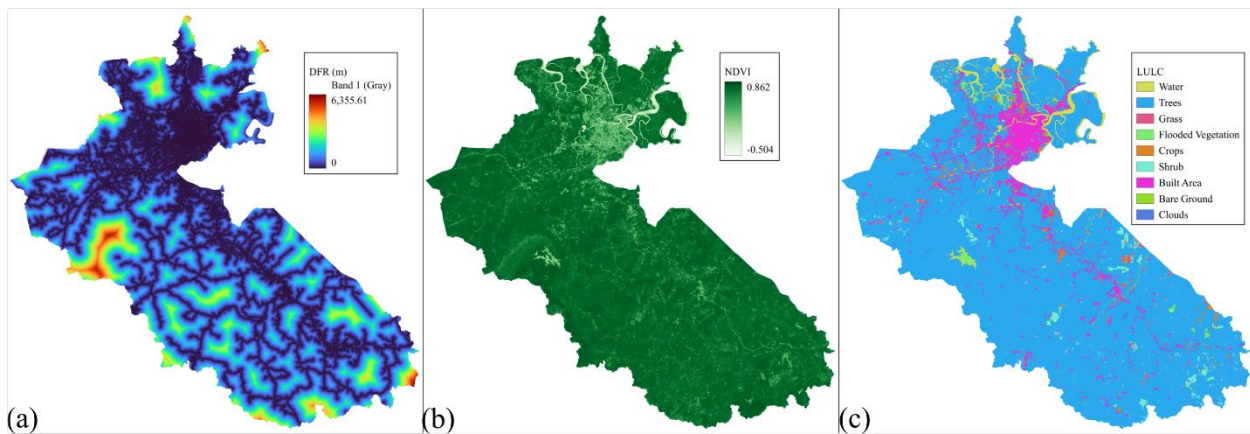 DFR (m)
Band 1 (Gray)
6,355.61
0
(a)
NDVI
0.862
-0.504
(b)
LULC
Water
Trees
Grass
Flooded Vegetation
Crops
Shrub
Built Area
Bare Ground
Clouds
(c)